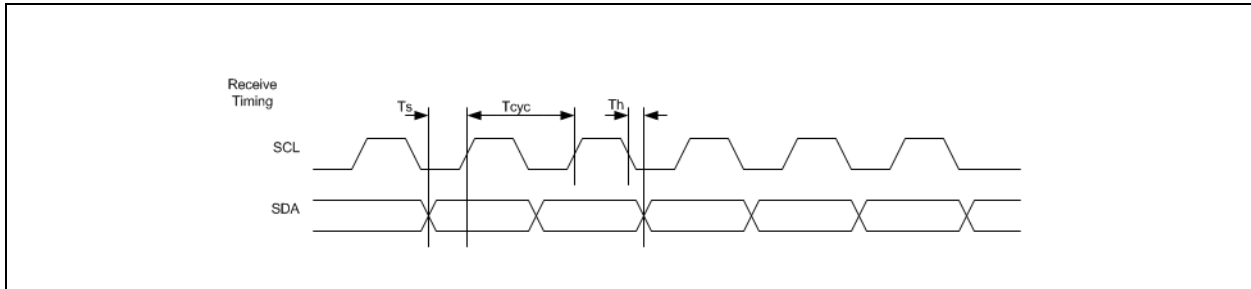 Receive
Timing
Ts
Tcyc
Th
SCL
SDA